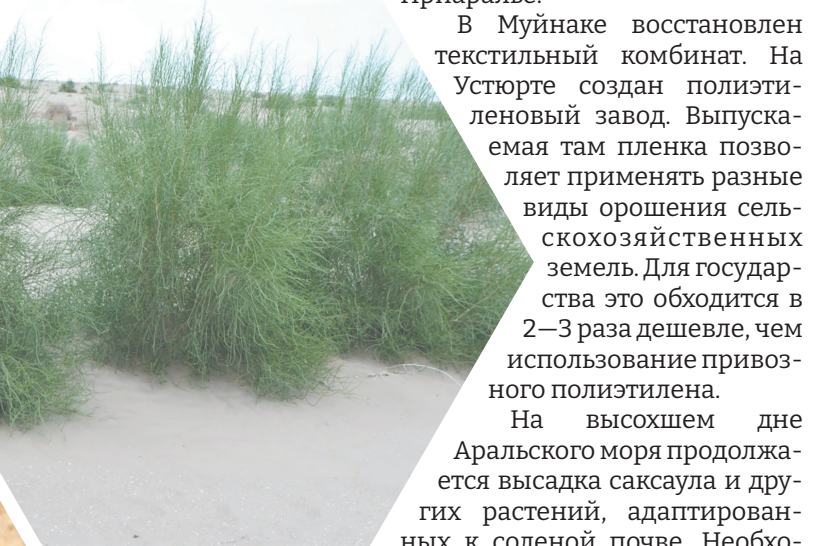 Приаралье.
В Муйнаке восстановлен
текстильный комбинат. На
Устюрте создан полиэти-
леновый завод. Выпуска-
емая там пленка позво-
ляет применять разные
виды орошения сель-
скохозяйственных
земель. Для государ-
ства это обходится в
2—3 раза дешевле, чем
использование привоз-
ного полиэтилена.
На высохшем дне
Аральского моря продолжа-
ется высадка саксаула и дру-
гих растений, адаптирован-
ных к соленой почве. Необхо-